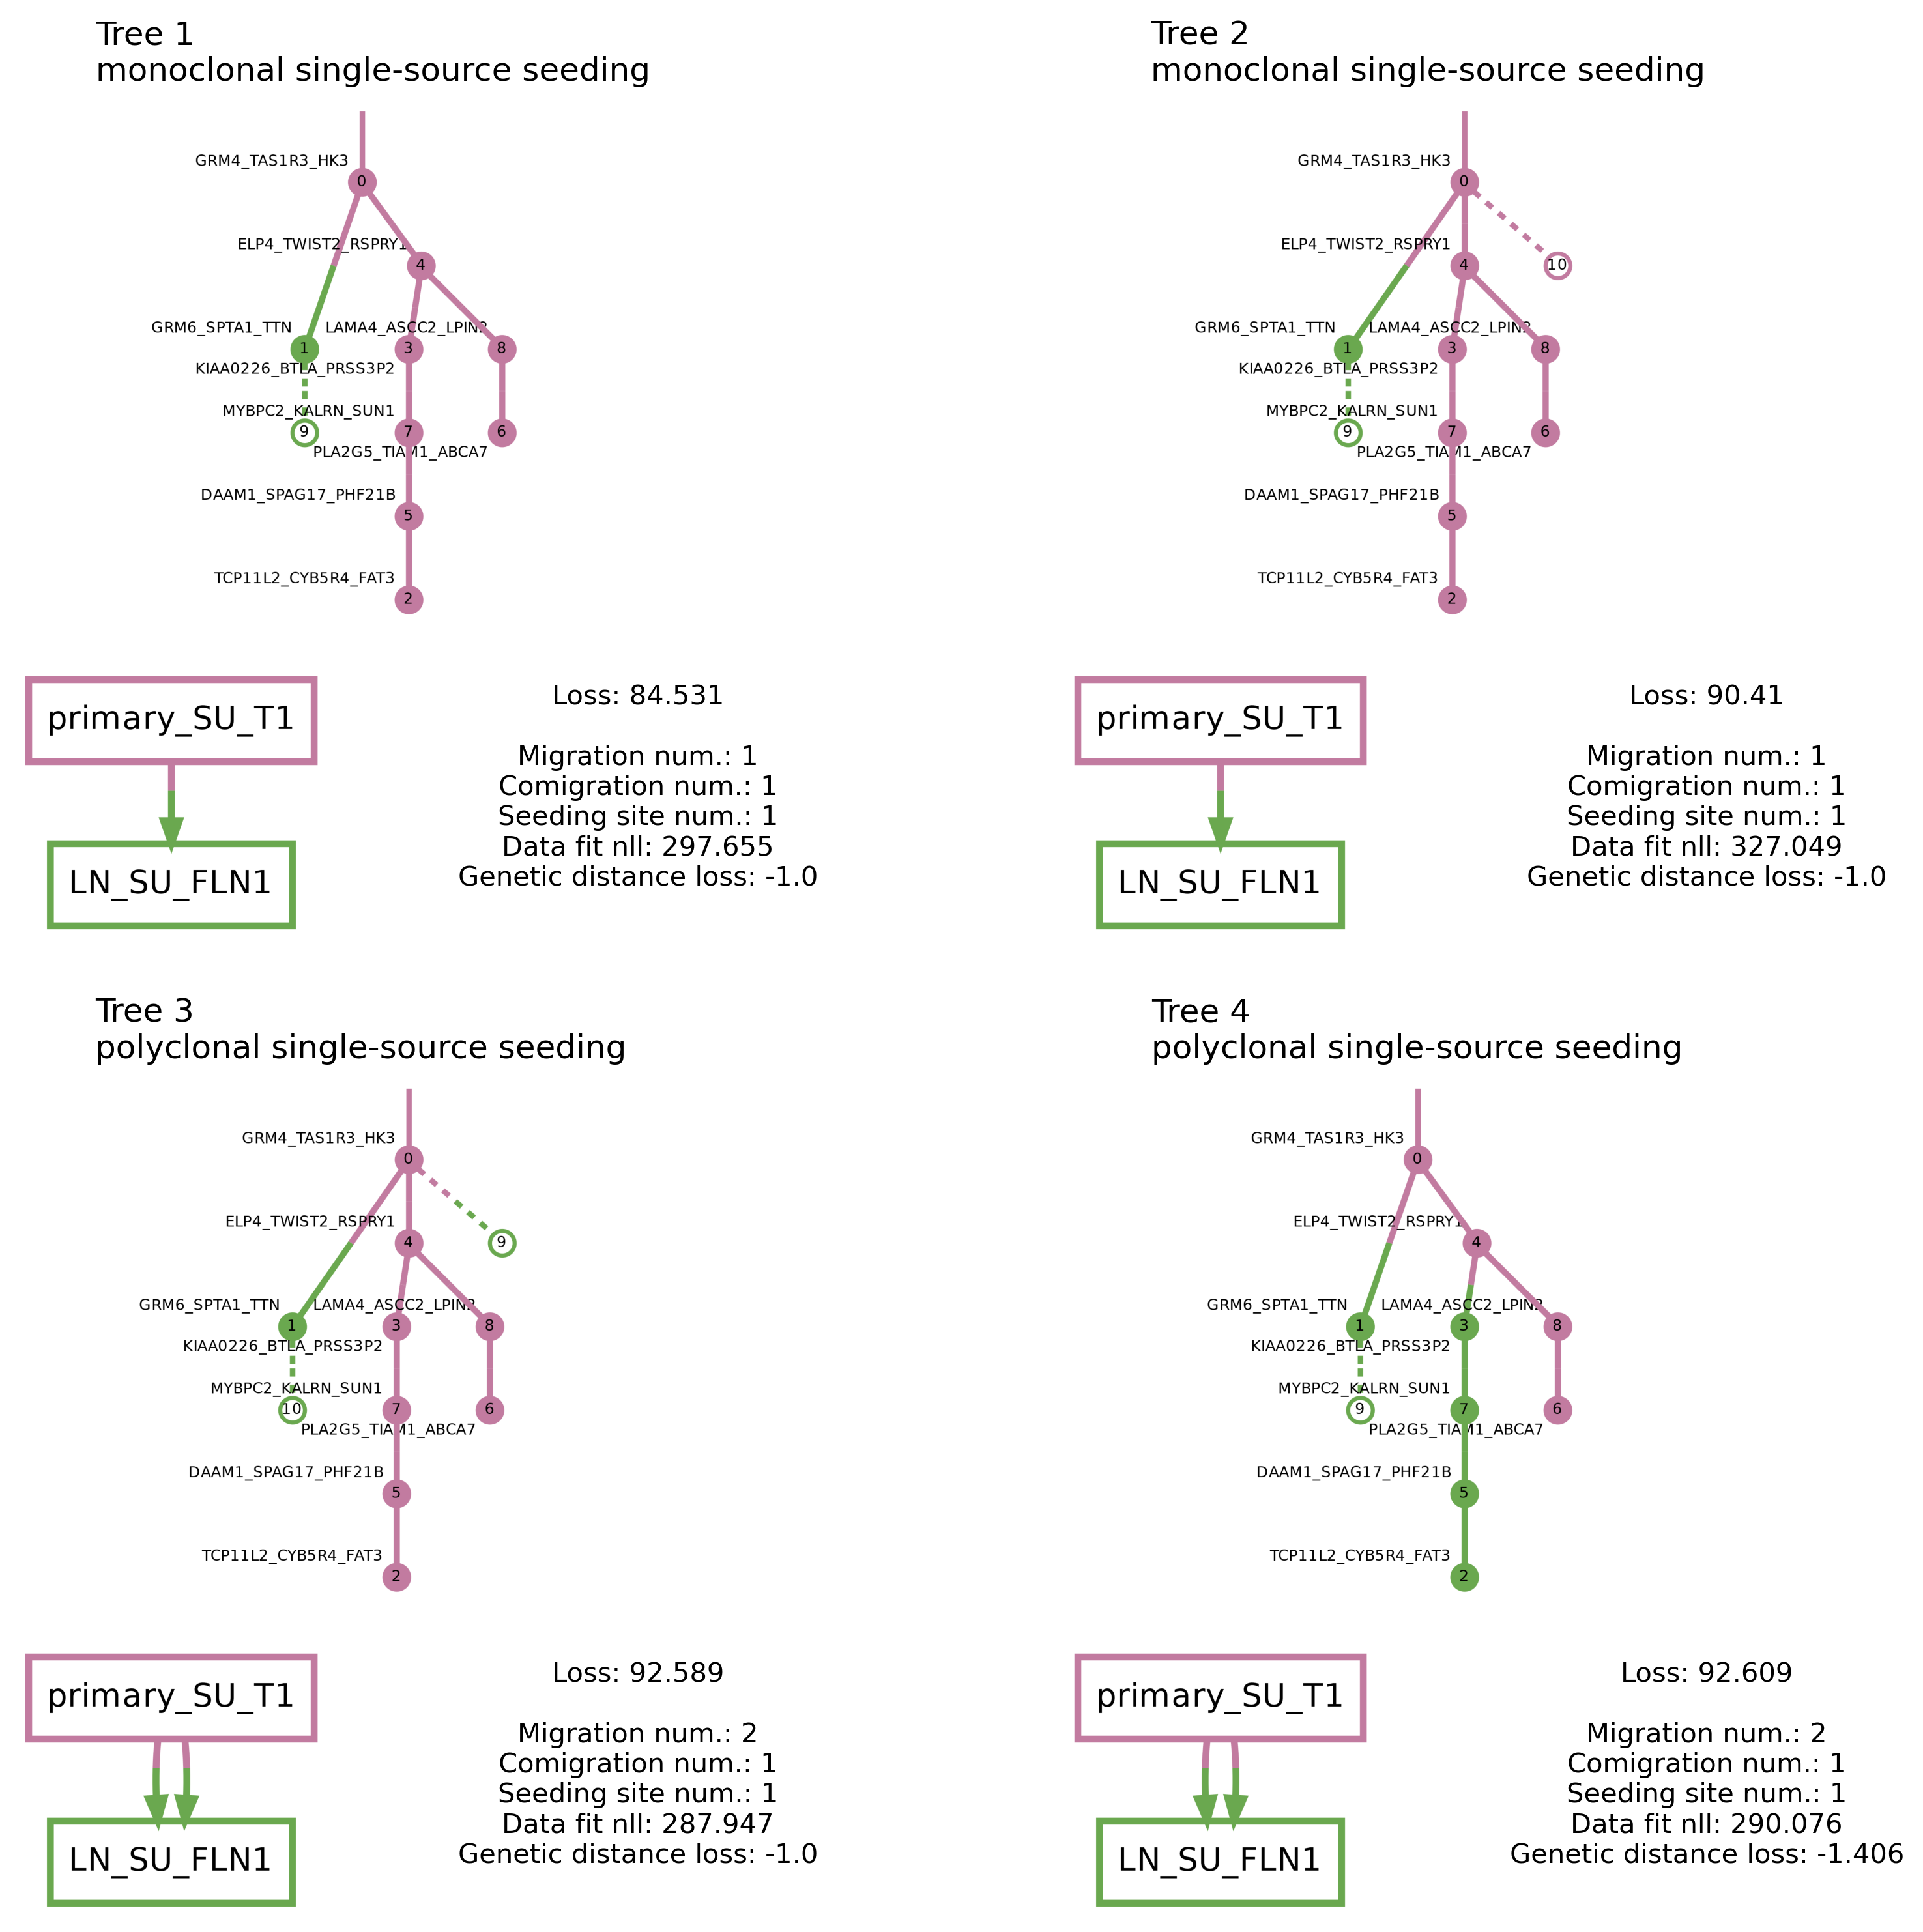 Tree 1
monoclonal single-source seeding
GRM4_TAS1R3_HK3
0
ELP4_TWIST2_RSPRY1
4
GRM6_SPTA1_TTN
LAMA4_ASCC2_LPIN2
1
3
8
KIAA0226_BTLA_PRSS3P2
MYBPC2_KALRN_SUN1
9
7
6
PLA2G5_TIAM1_ABCA7
DAAM1_SPAG17_PHF21B
5
TCP11L2_CYB5R4_FAT3
2
primary_SU_T1
LN_SU_FLN1
Loss: 84.531
Migration num.: 1
Comigration num.: 1
Seeding site num.: 1
Data fit nll: 297.655
Genetic distance loss: -1.0
Tree 2
monoclonal single-source seeding
GRM4_TAS1R3_HK3
0
ELP4_TWIST2_RSPRY1
4
10
GRM6_SPTA1_TTN
LAMA4_ASCC2_LPIN2
1
3
8
KIAA0226_BTLA_PRSS3P2
MYBPC2_KALRN_SUN1
9
7
6
PLA2G5_TIAM1_ABCA7
DAAM1_SPAG17_PHF21B
5
TCP11L2_CYB5R4_FAT3
2
primary_SU_T1
LN_SU_FLN1
Loss: 90.41
Migration num.: 1
Comigration num.: 1
Seeding site num.: 1
Data fit nll: 327.049
Genetic distance loss: -1.0
Tree 3
polyclonal single-source seeding
GRM4_TAS1R3_HK3
0
ELP4_TWIST2_RSPRY1
4
9
GRM6_SPTA1_TTN
LAMA4_ASCC2_LPIN2
1
3
8
KIAA0226_BTLA_PRSS3P2
MYBPC2_KALRN_SUN1
10
7
6
PLA2G5_TIAM1_ABCA7
DAAM1_SPAG17_PHF21B
5
TCP11L2_CYB5R4_FAT3
2
primary_SU_T1
LN_SU_FLN1
Loss: 92.589
Migration num.: 2
Comigration num.: 1
Seeding site num.: 1
Data fit nll: 287.947
Genetic distance loss: -1.0
Tree 4
polyclonal single-source seeding
GRM4_TAS1R3_HK3
0
ELP4_TWIST2_RSPRY1
4
GRM6_SPTA1_TTN
LAMA4_ASCC2_LPIN2
1
3
8
KIAA0226_BTLA_PRSS3P2
MYBPC2_KALRN_SUN1
9
7
6
PLA2G5_TIAM1_ABCA7
DAAM1_SPAG17_PHF21B
5
TCP11L2_CYB5R4_FAT3
2
primary_SU_T1
LN_SU_FLN1
Loss: 92.609
Migration num.: 2
Comigration num.: 1
Seeding site num.: 1
Data fit nll: 290.076
Genetic distance loss: -1.406